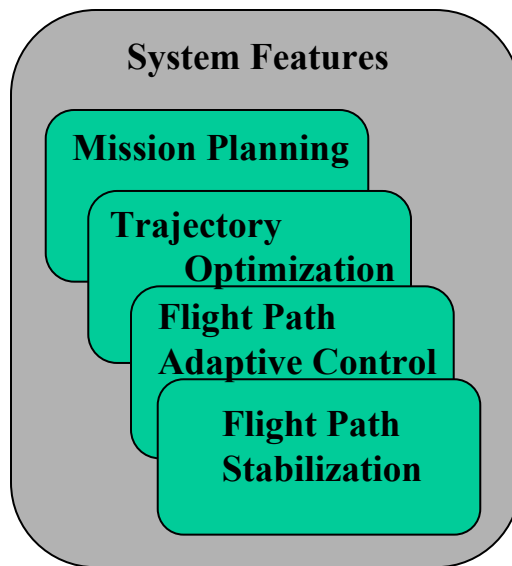 System Features
Mission Planning
Trajectory
Optimization
Flight Path
Adaptive Control
Flight Path
Stabilization